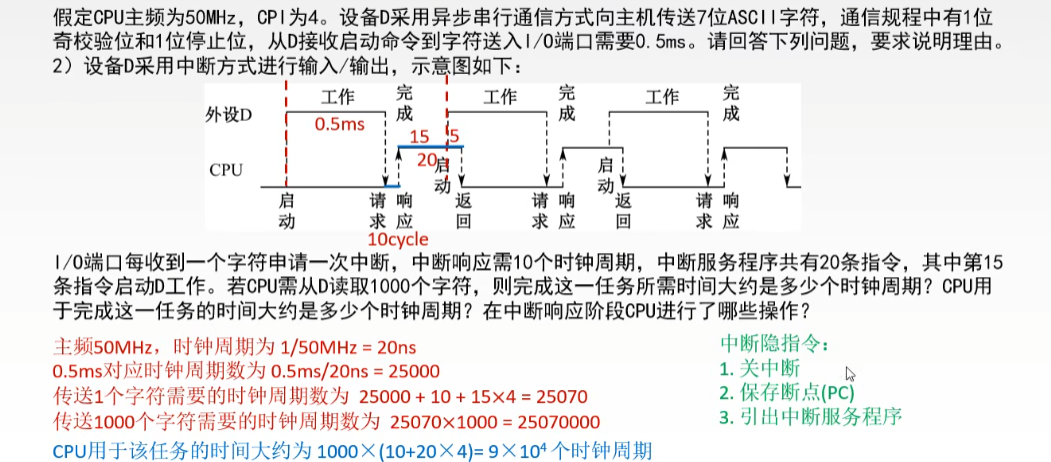 假定CPU主频为50MHz，CPI为4。设备D采用异步串行通信方式向主机传送7位ASCII字符，通信规程中有1位
奇校验位和1位停止位，从D接收启动命令到字符送入I/O端口需要0.5ms。请回答下列问题，要求说明理由。
2）设备D采用中断方式进行输入/输出，示意图如下：
工作 完成 工作 完成 工作 完成
外设D
0.5ms
15 5
20
CPU
启动 启动
启动 请求 响应 返回 请求 响应 返回 请求 响应
10cycle
I/O端口每收到一个字符申请一次中断，中断响应需10个时钟周期，中断服务程序共有20条指令，其中第15
条指令启动D工作。若CPU需从D读取1000个字符，则完成这一任务所需时间大约是多少个时钟周期？CPU用
于完成这一任务的时间大约是多少个时钟周期？在中断响应阶段CPU进行了哪些操作？
主频50MHz，时钟周期为 1/50MHz = 20ns
0.5ms对应时钟周期数为 0.5ms/20ns = 25000
传送1个字符需要的时钟周期数为 25000 + 10 + 15×4 = 25070
传送1000个字符需要的时钟周期数为 25070×1000 = 25070000
CPU用于该任务的时间大约为 1000×(10+20×4)= 9×10⁴ 个时钟周期
中断隐指令：
1. 关中断
2. 保存断点(PC)
3. 引出中断服务程序